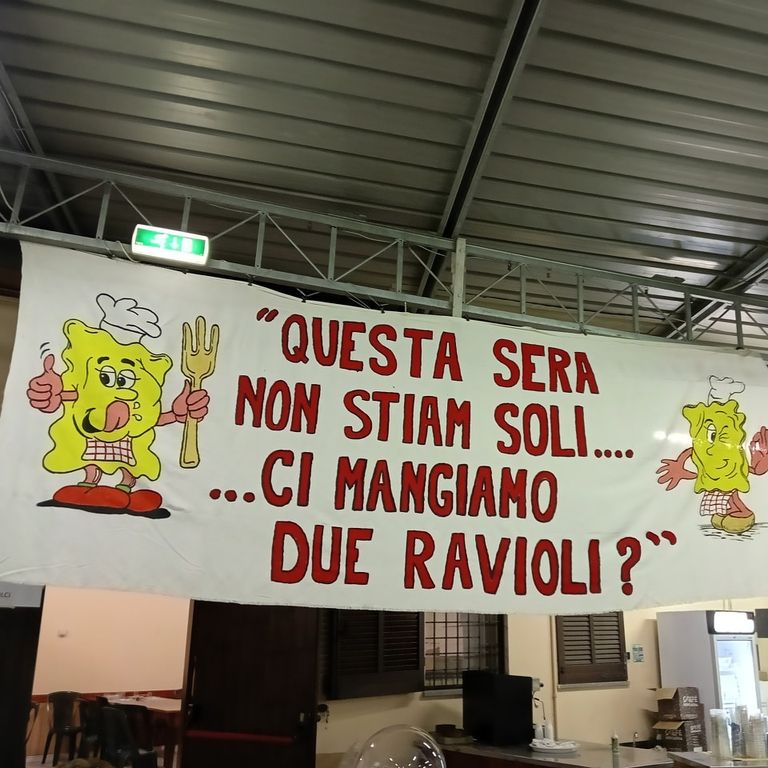 “QUESTA SERA
NON STIAM SOLI....
...CI MANGIAMO
DUE RAVIOLI?”